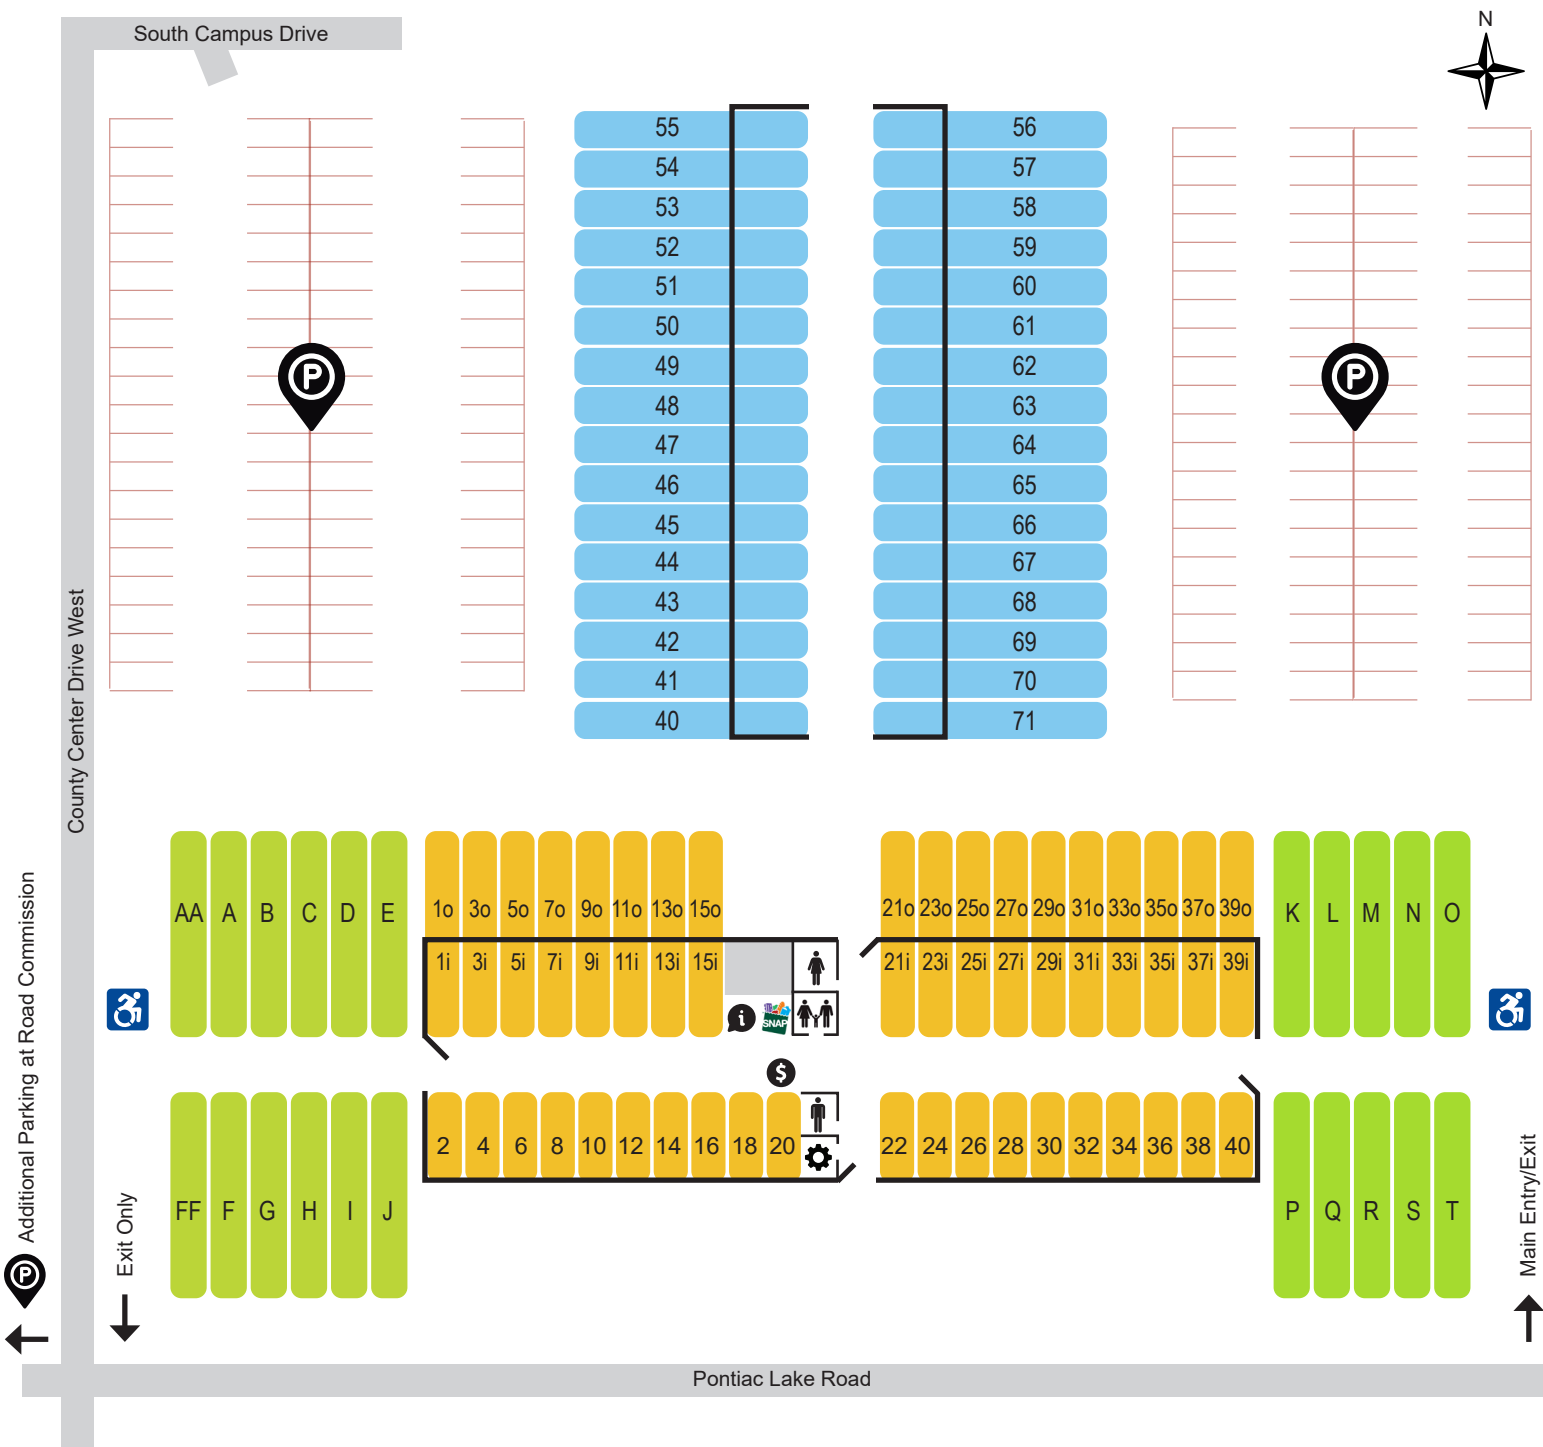 South Campus Drive
N
55 56
54 57
53 58
52 59
51 60
50 61
49 62
48 63
47 64
46 65
45 66
44 67
43 68
42 69
41 70
40 71
P
P
County Center Drive West
Additional Parking at Road Commission
P
AA A B C D E
1o 3o 5o 7o 9o 11o 13o 15o
21o 23o 25o 27o 29o 31o 33o 35o 37o 39o
K L M N O
1i 3i 5i 7i 9i 11i 13i 15i
21i 23i 25i 27i 29i 31i 33i 35i 37i 39i
i
SNAP
$
2 4 6 8 10 12 14 16 18 20
22 24 26 28 30 32 34 36 38 40
FF F G H I J
P Q R S T
Exit Only
Main Entry/Exit
Pontiac Lake Road